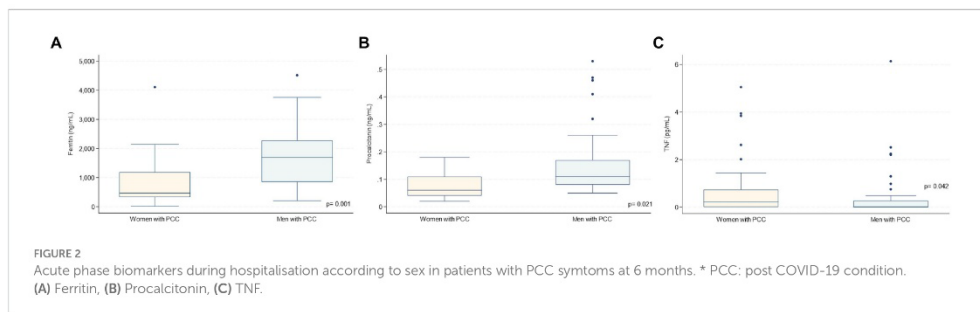 A
B
C
5,000
4,000
3,000
2,000
1,000
0
Ferritin (ng/mL)
Women with PCC
Men with PCC
p= 0.001
.5
.4
.3
.2
.1
0
Procalcitonin (ng/mL)
Women with PCC
Men with PCC
p= 0.021
6
4
2
0
TNF (pg/mL)
Women with PCC
Men with PCC
p= 0.042
FIGURE 2
Acute phase biomarkers during hospitalisation according to sex in patients with PCC symtoms at 6 months. * PCC: post COVID-19 condition.
(A) Ferritin, (B) Procalcitonin, (C) TNF.